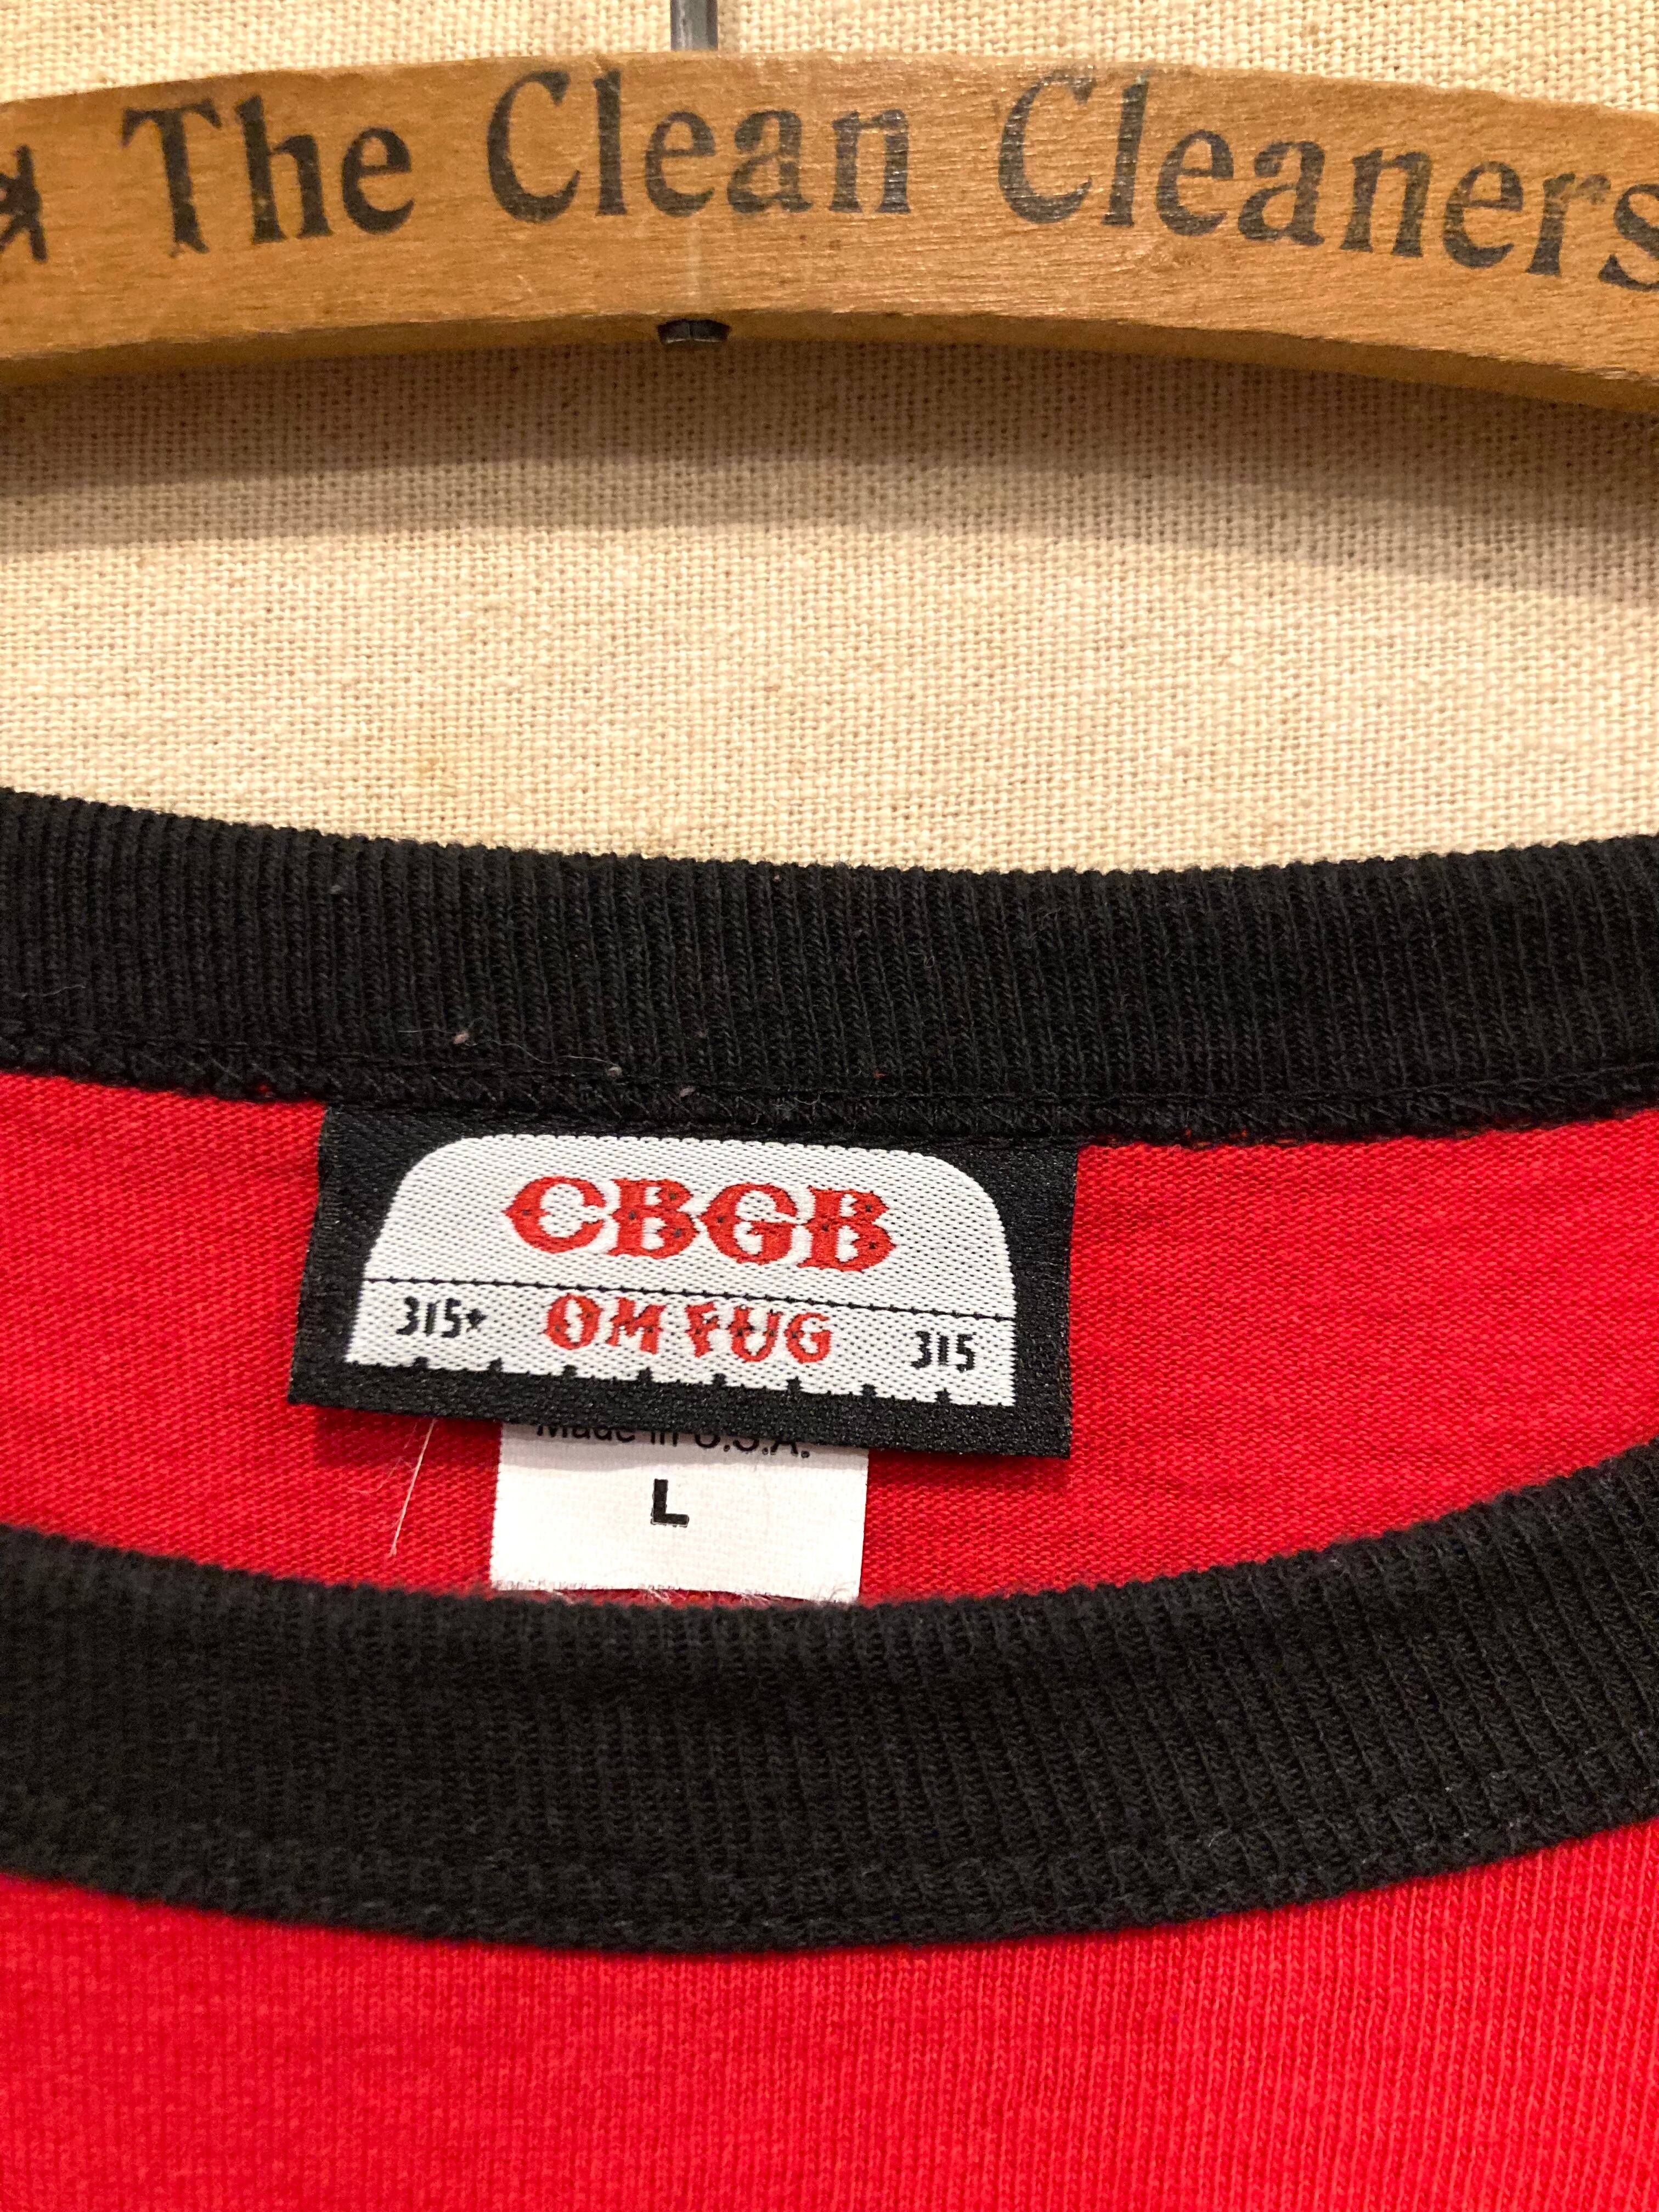 The Clean Cleaners
CBGB
315 OMFUG 315
Made in U.S.A.
L